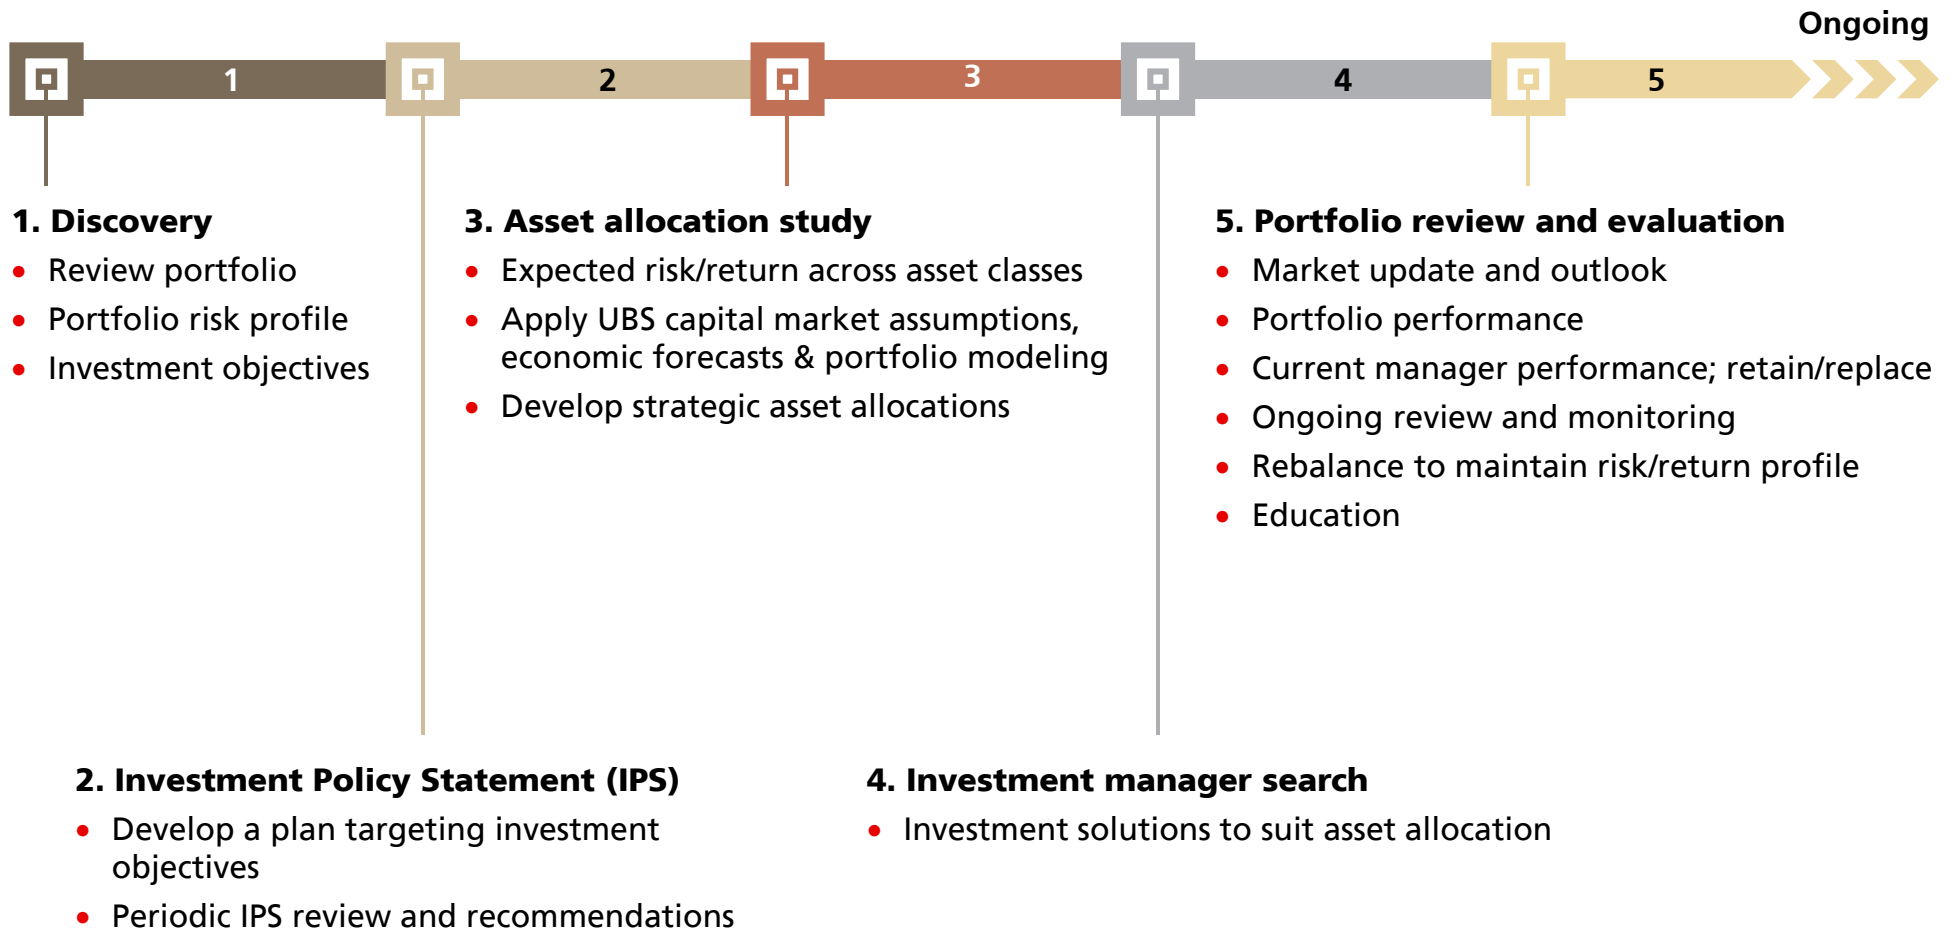 Ongoing
1
2
3
4
5
1. Discovery
• Review portfolio
• Portfolio risk profile
• Investment objectives
3. Asset allocation study
• Expected risk/return across asset classes
• Apply UBS capital market assumptions,
economic forecasts & portfolio modeling
• Develop strategic asset allocations
5. Portfolio review and evaluation
• Market update and outlook
• Portfolio performance
• Current manager performance; retain/replace
• Ongoing review and monitoring
• Rebalance to maintain risk/return profile
• Education
2. Investment Policy Statement (IPS)
• Develop a plan targeting investment
objectives
• Periodic IPS review and recommendations
4. Investment manager search
• Investment solutions to suit asset allocation